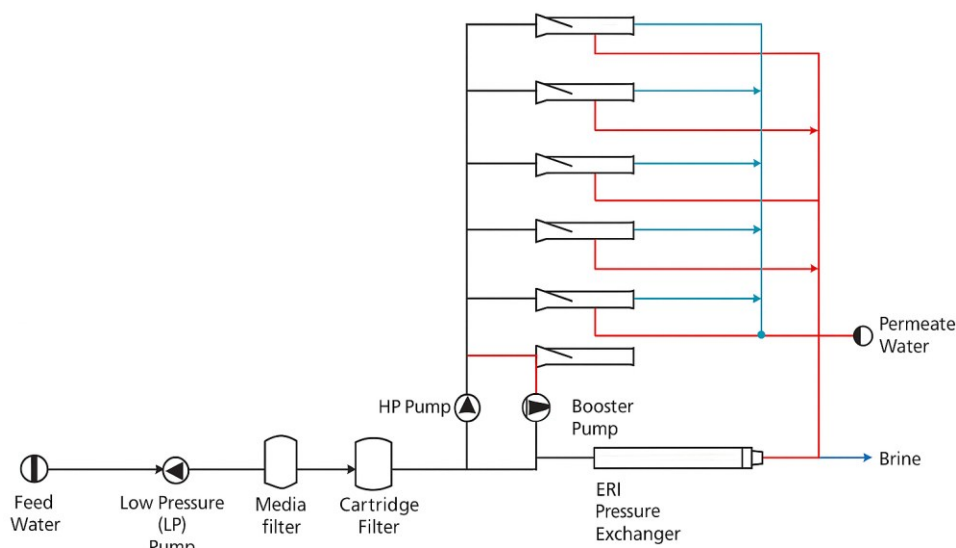 Permeate
Water
HP Pump
Booster
Pump
Brine
Feed
Water
Low Pressure
(LP)
Pump
Media
filter
Cartridge
Filter
ERI
Pressure
Exchanger